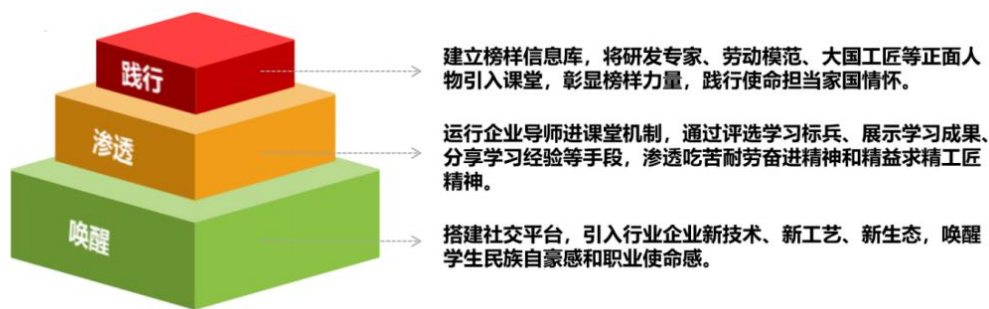 践行
建立榜样信息库，将研发专家、劳动模范、大国工匠等正面人
物引入课堂，彰显榜样力量，践行使命担当家国情怀。
渗透
运行企业导师进课堂机制，通过评选学习标兵、展示学习成果、
分享学习经验等手段，渗透吃苦耐劳奋进精神和精益求精工匠
精神。
唤醒
搭建社交平台，引入行业企业新技术、新工艺、新生态，唤醒
学生民族自豪感和职业使命感。